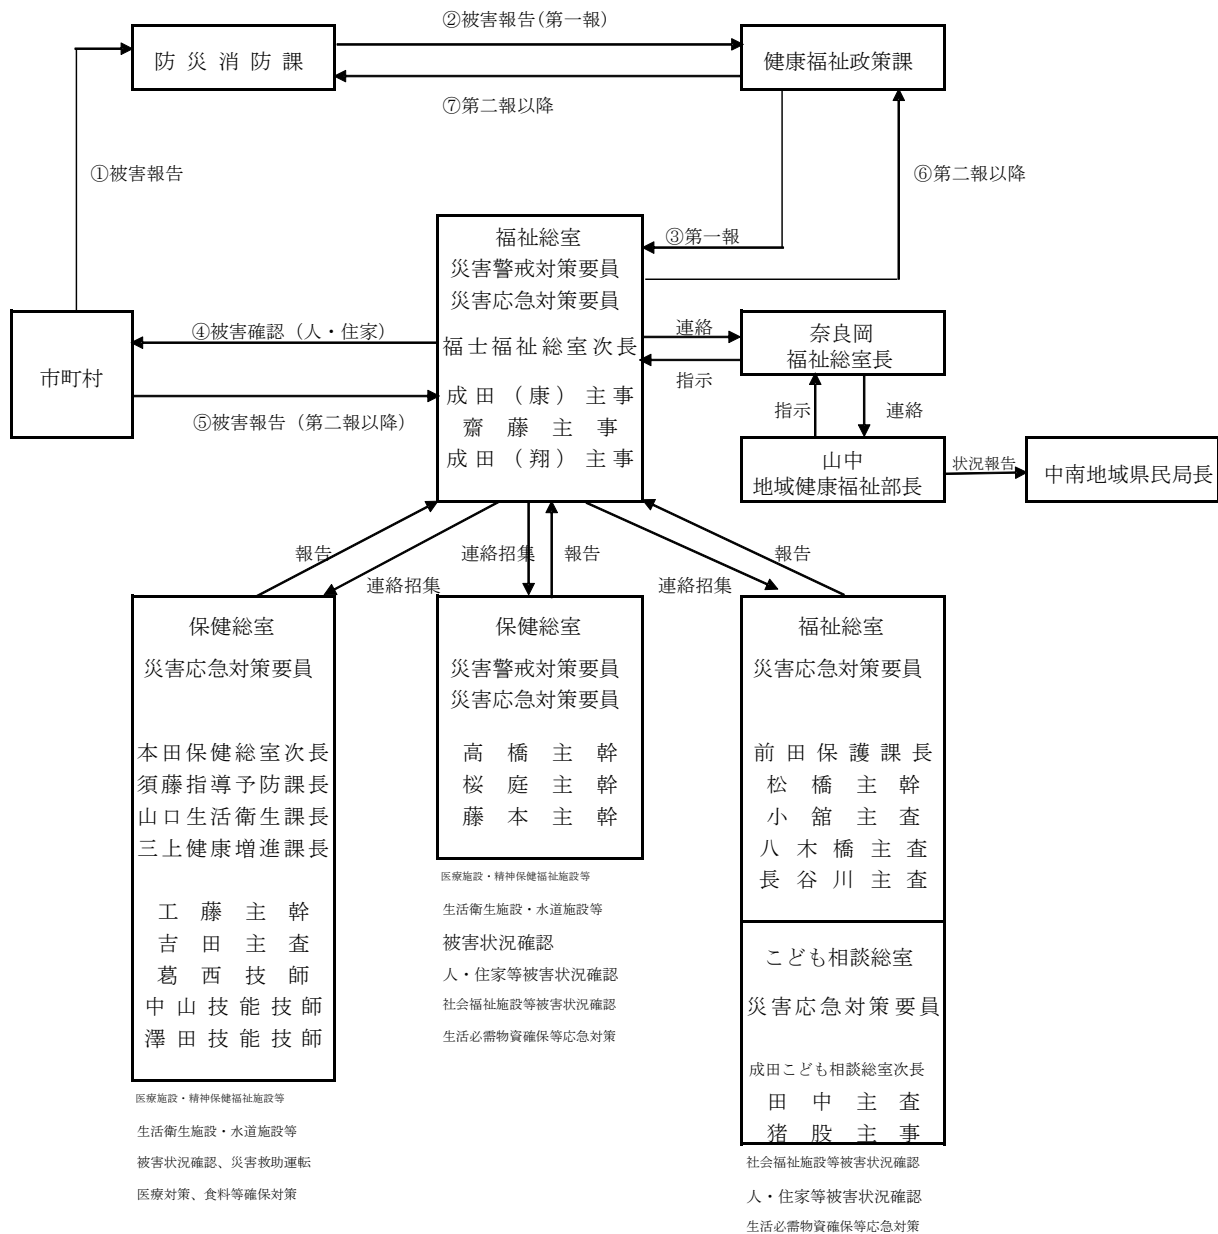 ②被害報告(第一報)
防災消防課
健康福祉政策課
⑦第二報以降
①被害報告
⑥第二報以降
福祉総室
災害警戒対策要員
災害応急対策要員
福士福祉総室次長
成田(康)主事
齋藤主事
成田(翔)主事
③第一報
④被害確認(人・住家)
市町村
⑤被害報告(第二報以降)
連絡
指示
奈良岡
福祉総室長
指示
連絡
山中
地域健康福祉部長
状況報告
中南地域県民局長
報告
連絡招集
連絡招集
報告
連絡招集
報告
保健総室
災害応急対策要員
本田保健総室次長
須藤指導予防課長
山口生活衛生課長
三上健康増進課長
工藤主幹
吉田主査
葛西技師
中山技能技師
澤田技能技師
医療施設・精神保健福祉施設等
生活衛生施設・水道施設等
被害状況確認、災害救助運転
医療対策、食料等確保対策
保健総室
災害警戒対策要員
災害応急対策要員
高橋主幹
桜庭主幹
藤本主幹
医療施設・精神保健福祉施設等
生活衛生施設・水道施設等
被害状況確認
人・住家等被害状況確認
社会福祉施設等被害状況確認
生活必需物資確保等応急対策
福祉総室
災害応急対策要員
前田保護課長
松橋主幹
小舘主査
八木橋主査
長谷川主査
こども相談総室
災害応急対策要員
成田こども相談総室次長
田中主査
猪股主事
社会福祉施設等被害状況確認
人・住家等被害状況確認
生活必需物資確保等応急対策